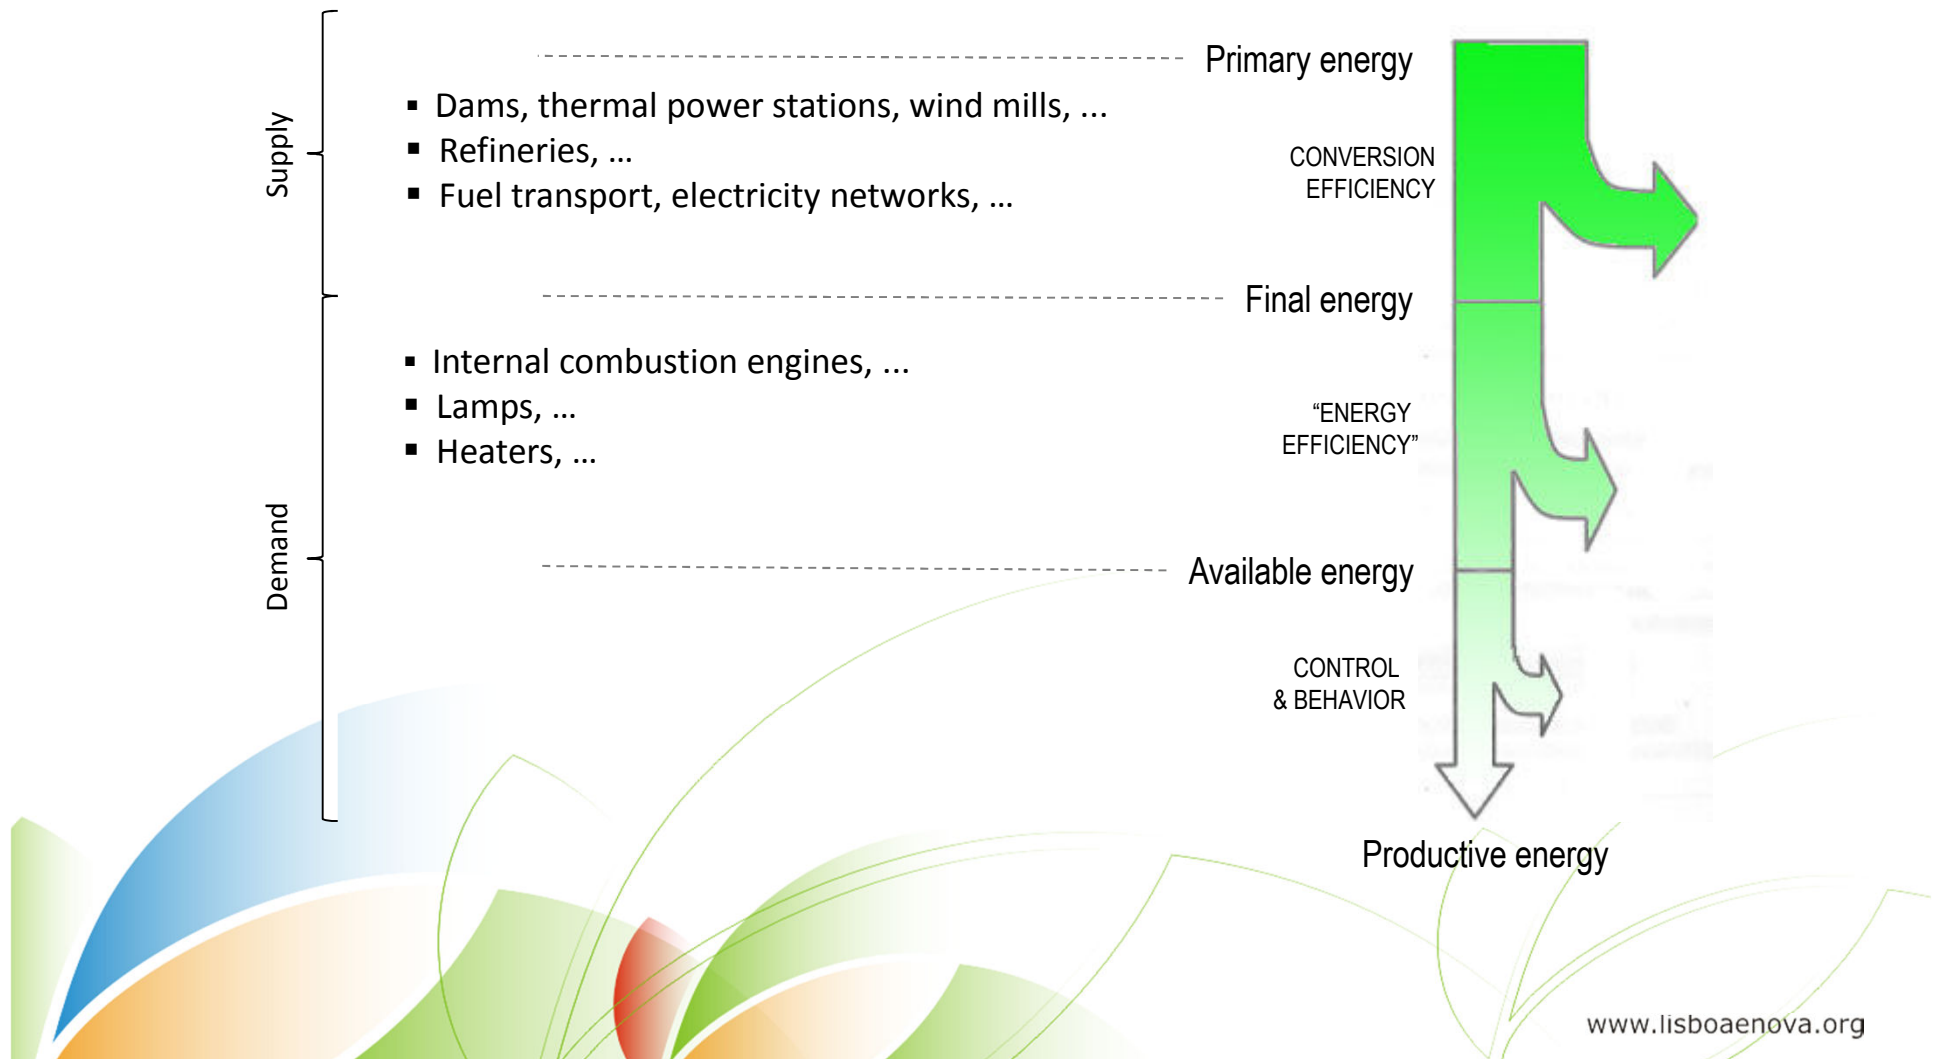 Supply
Primary energy
▪ Dams, thermal power stations, wind mills, ...
▪ Refineries, ...
▪ Fuel transport, electricity networks, ...
CONVERSION
EFFICIENCY
Final energy
Demand
▪ Internal combustion engines, ...
▪ Lamps, ...
▪ Heaters, ...
“ENERGY
EFFICIENCY”
Available energy
CONTROL
& BEHAVIOR
Productive energy
www.lisboaenova.org